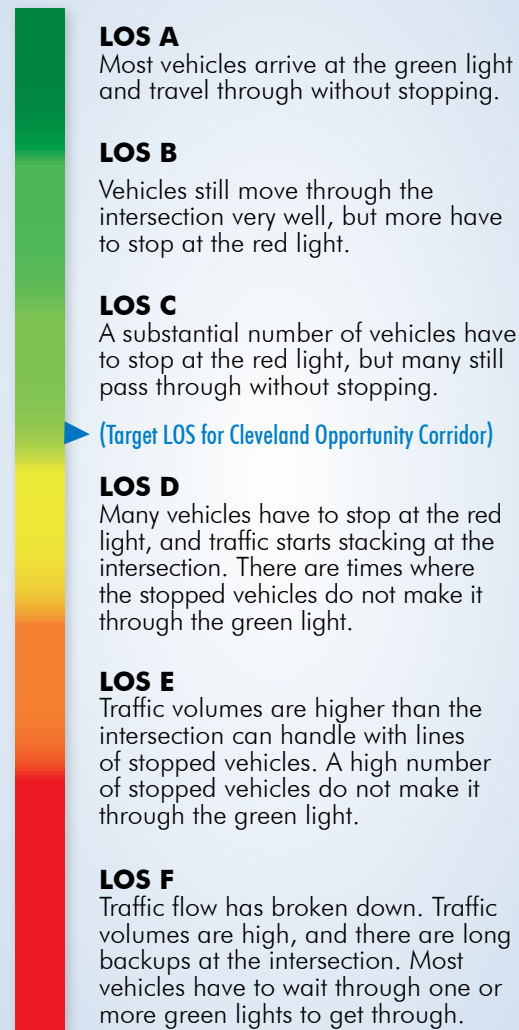 LOS A
Most vehicles arrive at the green light
and travel through without stopping.
LOS B
Vehicles still move through the
intersection very well, but more have
to stop at the red light.
LOS C
A substantial number of vehicles have
to stop at the red light, but many still
pass through without stopping.
(Target LOS for Cleveland Opportunity Corridor)
LOS D
Many vehicles have to stop at the red
light, and traffic starts stacking at the
intersection. There are times where
the stopped vehicles do not make it
through the green light.
LOS E
Traffic volumes are higher than the
intersection can handle with lines
of stopped vehicles. A high number
of stopped vehicles do not make it
through the green light.
LOS F
Traffic flow has broken down. Traffic
volumes are high, and there are long
backups at the intersection. Most
vehicles have to wait through one or
more green lights to get through.